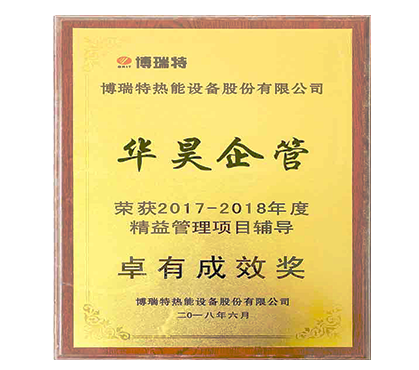 BRIT 博瑞特
博瑞特热能设备股份有限公司
华昊企管
荣获2017-2018年度
精益管理项目辅导
卓有成效奖
博瑞特热能设备股份有限公司
二〇一八年六月